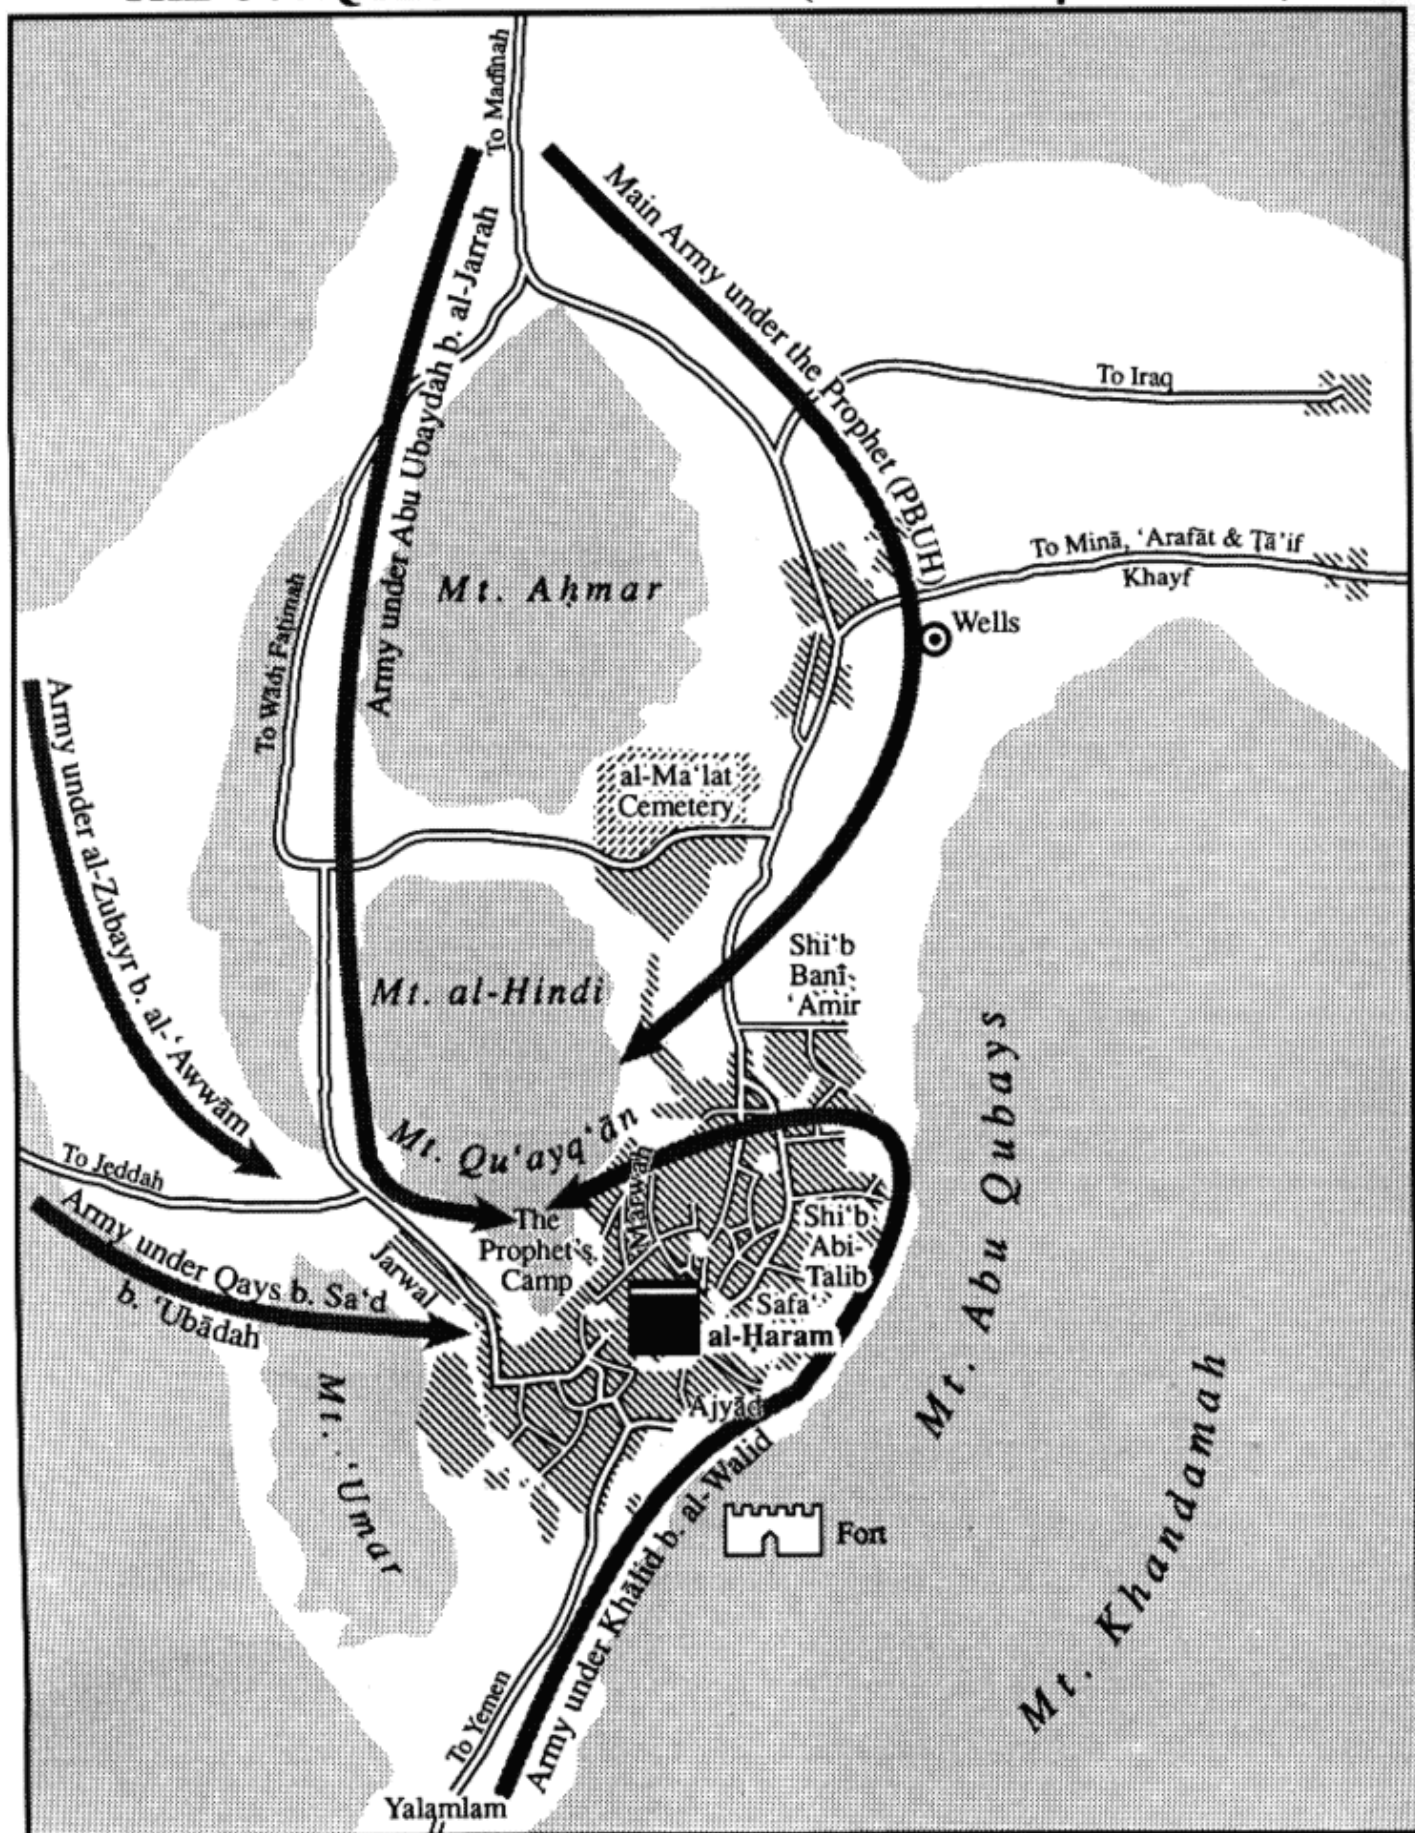 To Madînah
Main Army under the Prophet (PBUH)
Army under Abu Ubaydah b. al-Jarrah
To Iraq
To Minā, ‘Arafāt & Ṭā’if
Khayf
Wells
Mt. Aḥmar
To Wādi Faṭimah
Army under al-Zubayr b. al-‘Awwām
al-Ma‘lat
Cemetery
Shi‘b
Banî-
‘Amir
Mt. al-Hindi
Mt. Qu‘ayq‘ān
Marwah
To Jeddah
Army under Qays b. Sa‘d
b. ‘Ubādah
Jarwal
The
Prophet's
Camp
Shi‘b
Abi-
Talib
Safa’
al-Ḥaram
Ajyād
Mt. Abu Qubays
Mt. Khandamah
Mt. ‘Umar
Fort
Army under Khālid b. al-Walid
To Yemen
Yalamlam